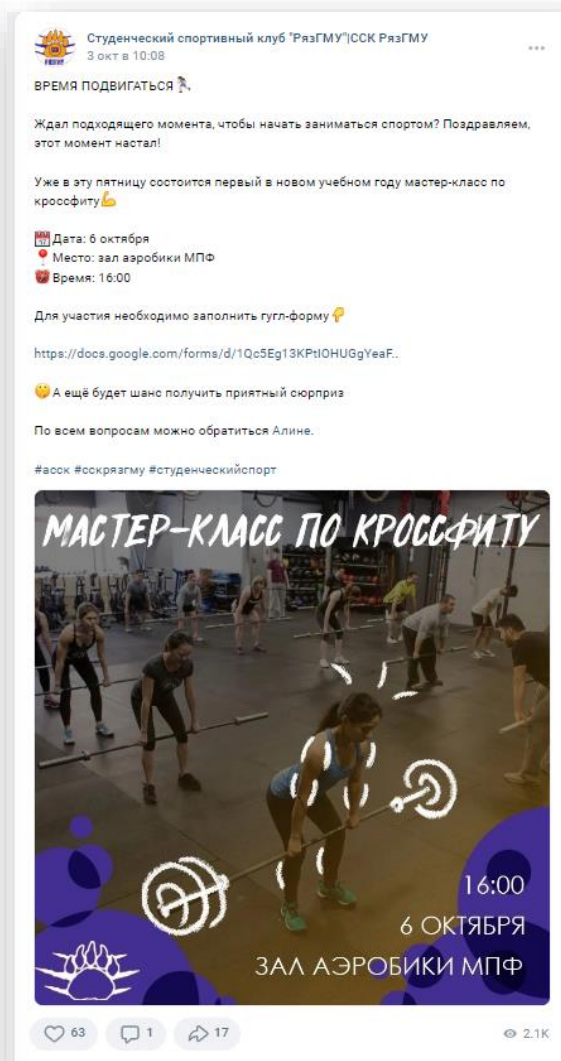 Студенческий спортивный клуб "РязГМУ"|ССК РязГМУ
3 окт в 10:08
ВРЕМЯ ПОДВИГАТЬСЯ
Ждал подходящего момента, чтобы начать заниматься спортом? Поздравляем,
этот момент настал!
Уже в эту пятницу состоится первый в новом учебном году мастер-класс по
кроссфиту
Дата: 6 октября
Место: зал аэробики МПФ
Время: 16:00
Для участия необходимо заполнить гугл-форму
https://docs.google.com/forms/d/1Qc5Eg13KPtIOHUGgYeaF..
А ещё будет шанс получить приятный сюрприз
По всем вопросам можно обратиться Алине.
#асск #сскрязгму #студенческийспорт
МАСТЕР-КЛАСС ПО КРОССФИТУ
16:00
6 ОКТЯБРЯ
ЗАЛ АЭРОБИКИ МПФ
63 1 17 2.1K